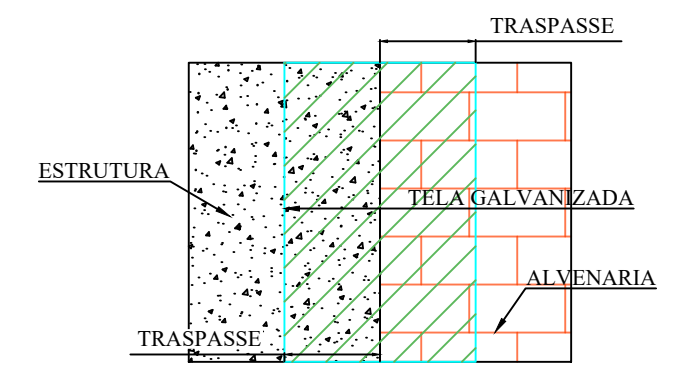 TRASPASSE
ESTRUTURA
TELA GALVANIZADA
ALVENARIA
TRASPASSE